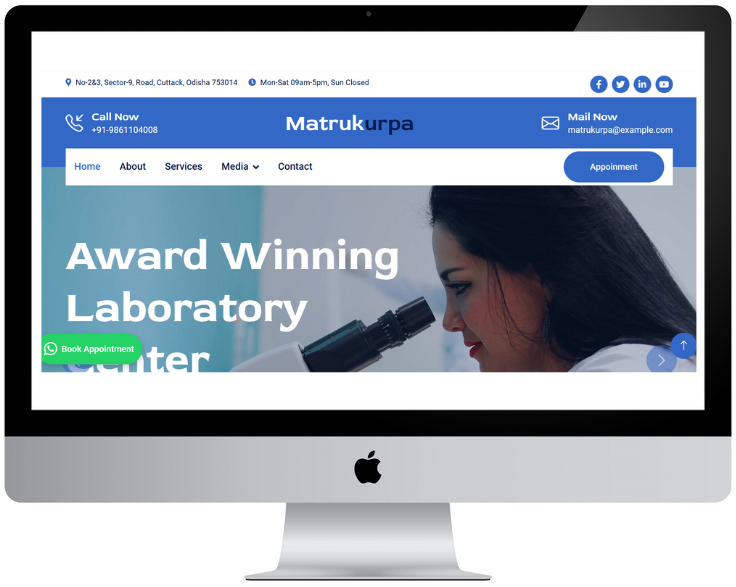 No-2&3, Sector-9, Road, Cuttack, Odisha 753014 Mon-Sat 09am-5pm, Sun Closed
Call Now
+91-9861104008
Matrukurpa
Mail Now
matrukurpa@example.com
Home About Services Media Contact Appoinment
Award Winning
Laboratory
Center
Book Appointment